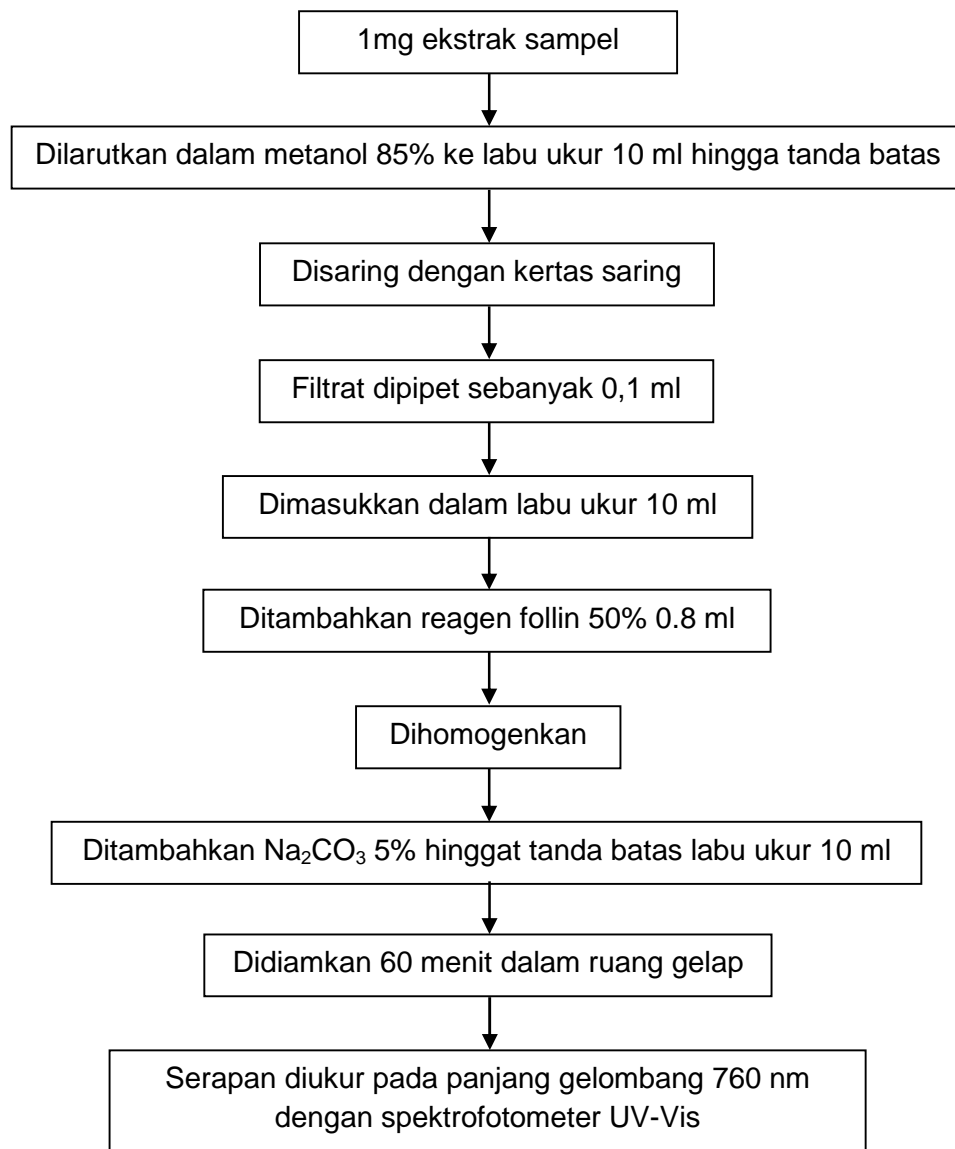 1mg ekstrak sampel
Dilarutkan dalam metanol 85% ke labu ukur 10 ml hingga tanda batas
Disaring dengan kertas saring
Filtrat dipipet sebanyak 0,1 ml
Dimasukkan dalam labu ukur 10 ml
Ditambahkan reagen follin 50% 0.8 ml
Dihomogenkan
Ditambahkan Na₂CO₃ 5% hinggat tanda batas labu ukur 10 ml
Didiamkan 60 menit dalam ruang gelap
Serapan diukur pada panjang gelombang 760 nm
dengan spektrofotometer UV-Vis